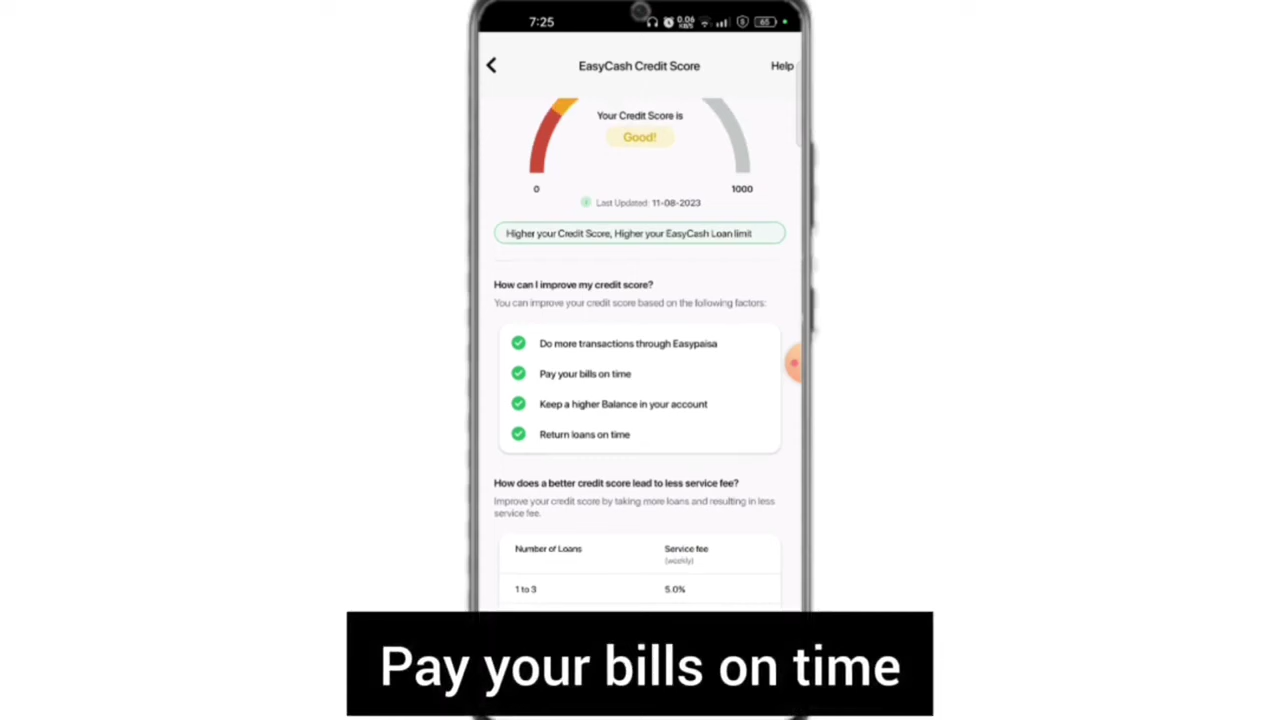 7:25
0.06
KB/S
65
EasyCash Credit Score
Help
Your Credit Score is
Good!
0
1000
Last Updated: 11-08-2023
Higher your Credit Score, Higher your EasyCash Loan limit
How can I improve my credit score?
You can improve your credit score based on the following factors:
Do more transactions through Easypaisa
Pay your bills on time
Keep a higher Balance in your account
Return loans on time
How does a better credit score lead to less service fee?
Improve your credit score by taking more loans and resulting in less
service fee.
Number of Loans
Service fee
(weekly)
1 to 3
5.0%
Pay your bills on time